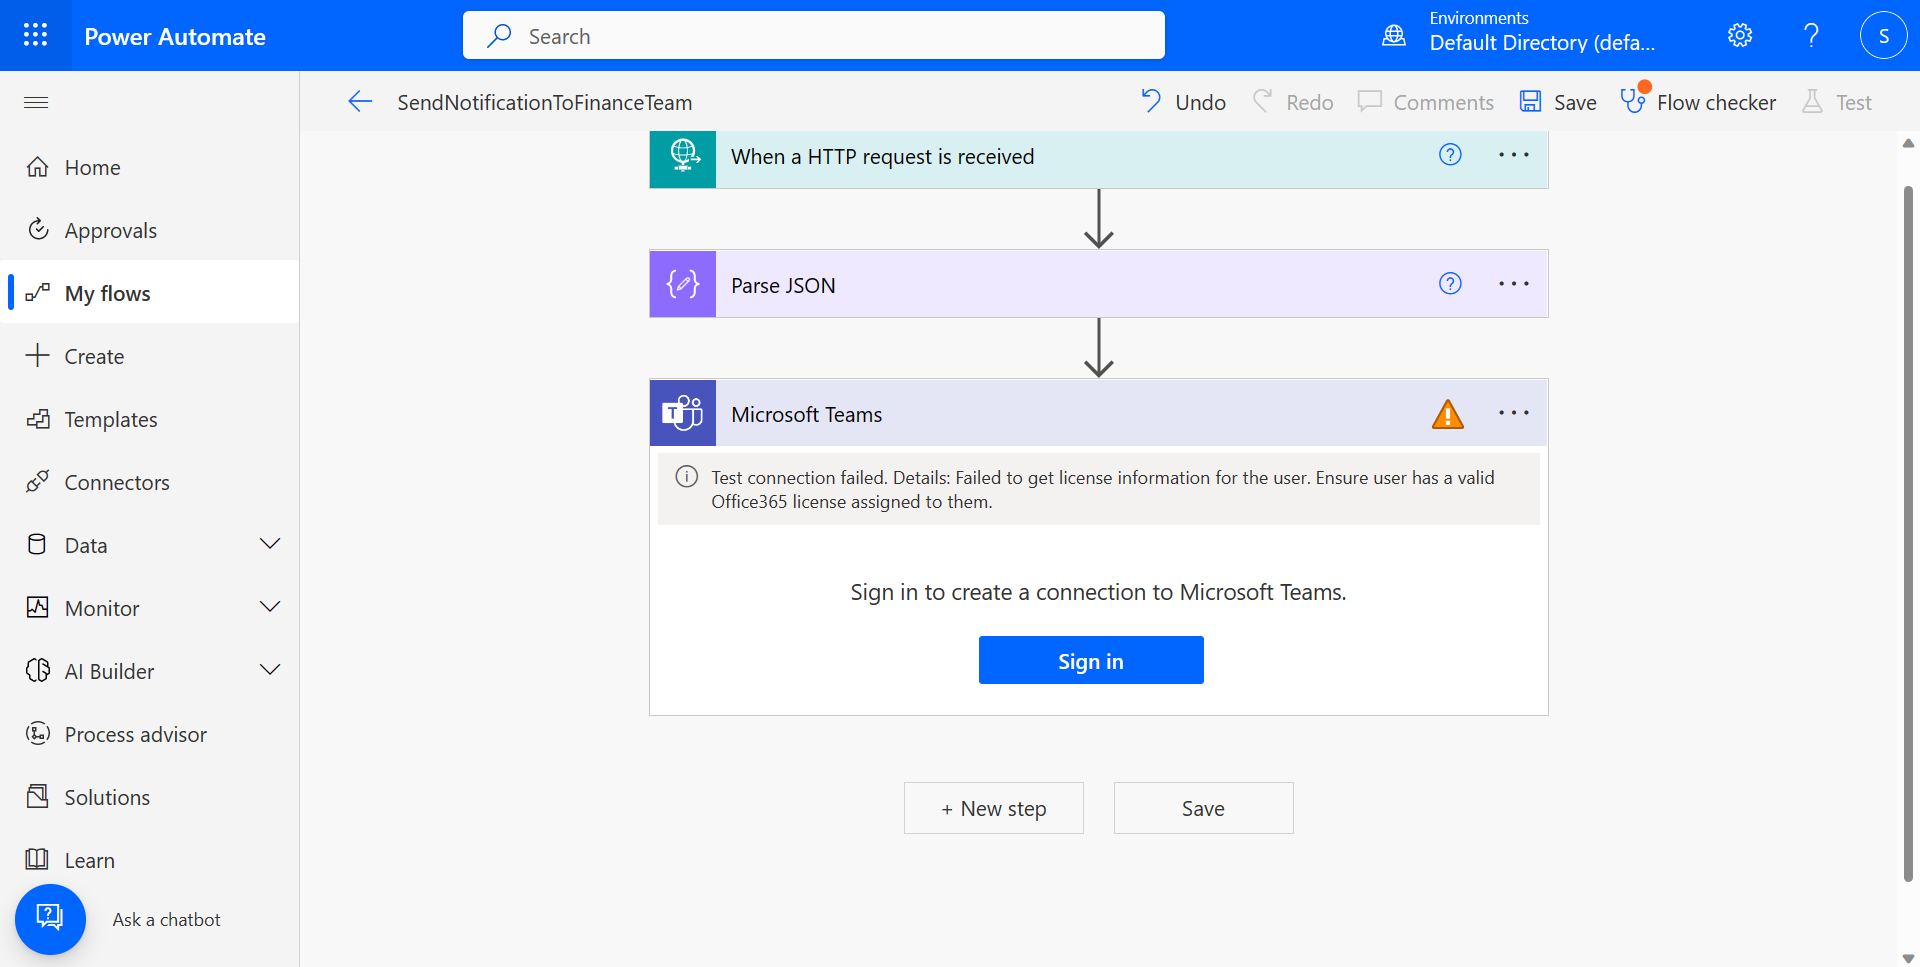 Power Automate
Search
Environments
Default Directory (defa...
S
SendNotificationToFinanceTeam
Undo
Redo
Comments
Save
Flow checker
Test
Home
Approvals
My flows
Create
Templates
Connectors
Data
Monitor
AI Builder
Process advisor
Solutions
Learn
Ask a chatbot
When a HTTP request is received
Parse JSON
T
Microsoft Teams
Test connection failed. Details: Failed to get license information for the user. Ensure user has a valid
Office365 license assigned to them.
Sign in to create a connection to Microsoft Teams.
Sign in
+ New step
Save